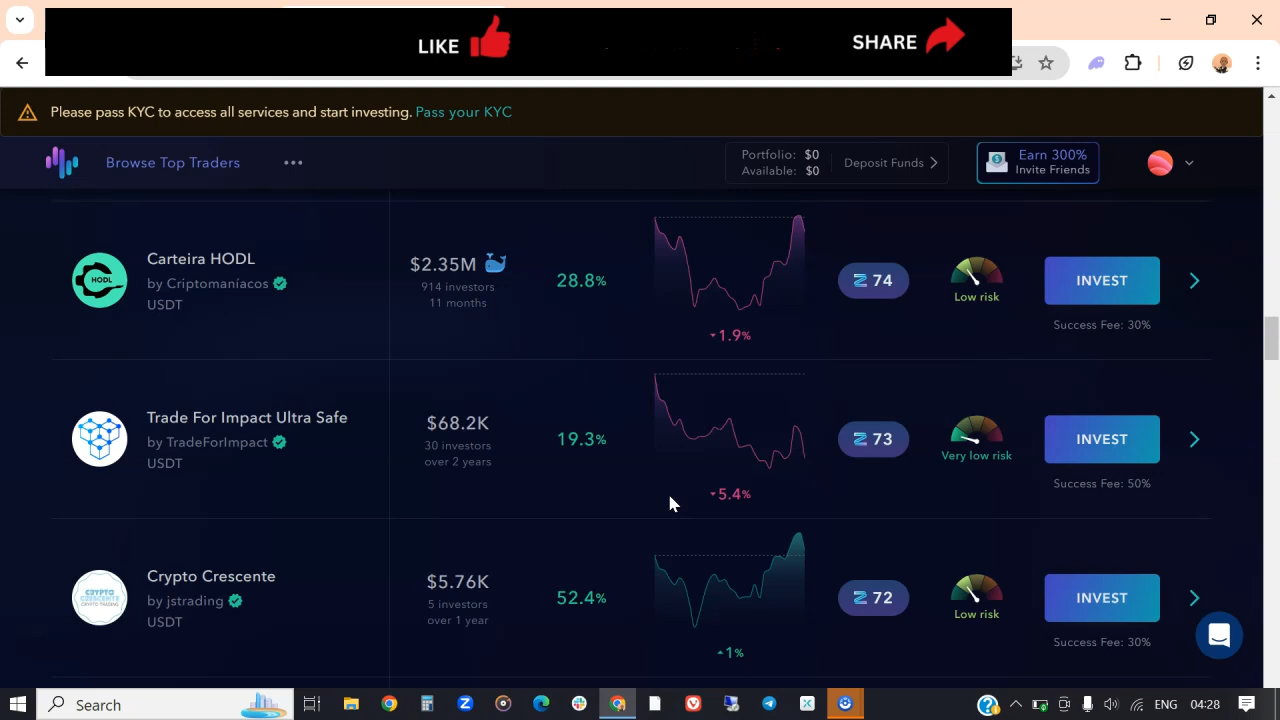 LIKE
SHARE
Please pass KYC to access all services and start investing. Pass your KYC
Browse Top Traders
Portfolio: $0
Available: $0
Deposit Funds
Earn 300%
Invite Friends
Carteira HODL
by Criptomaníacos
USDT
HODL
$2.35M
914 investors
11 months
28.8%
1.9%
74
Low risk
INVEST
Success Fee: 30%
Trade For Impact Ultra Safe
by TradeForImpact
USDT
$68.2K
30 investors
over 2 years
19.3%
5.4%
73
Very low risk
INVEST
Success Fee: 50%
Crypto Crescente
by jstrading
USDT
CRYPTO
CRESCENTE
CRYPTO TRADING
$5.76K
5 investors
over 1 year
52.4%
1%
72
Low risk
INVEST
Success Fee: 30%
Search
ENG
04:28